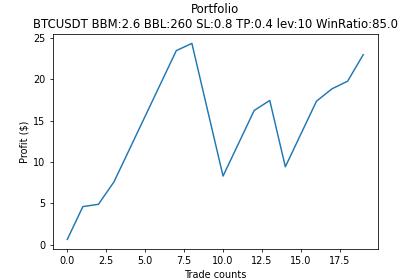 Portfolio
BTCUSDT BBM:2.6 BBL:260 SL:0.8 TP:0.4 lev:10 WinRatio:85.0
25
20
15
10
5
0
Profit ($)
0.0 2.5 5.0 7.5 10.0 12.5 15.0 17.5
Trade counts